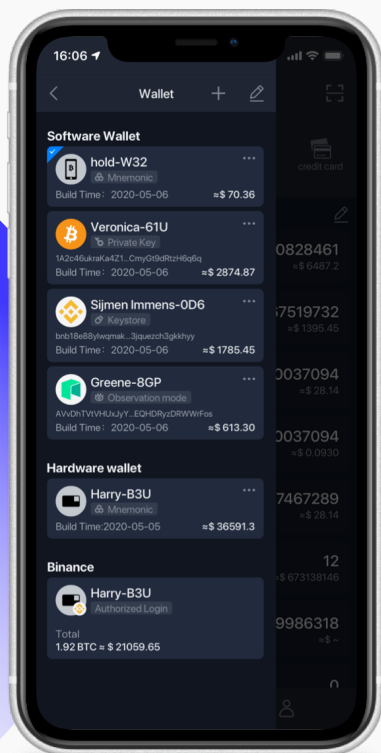 16:06
Wallet
Software Wallet
hold-W32
Mnemonic
Build Time: 2020-05-06 ≈$ 70.36
Veronica-61U
Private Key
1A2c46ukraKa4Z1...CmyGt9dRtzH6q6q
Build Time: 2020-05-06 ≈$ 2874.87
Sijmen Immens-0D6
Keystore
bnb18e88ylwqmak...3jquezch3gkkhyy
Build Time: 2020-05-06 ≈$ 1785.45
Greene-8GP
Observation mode
AVvDhTVtVHUxJyY...EQHDRyzDRWWrFos
Build Time: 2020-05-06 ≈$ 613.30
Hardware wallet
Harry-B3U
Mnemonic
Build Time:2020-05-05 ≈$ 36591.3
Binance
Harry-B3U
Authorized Login
Total
1.92 BTC ≈ $ 21059.65
credit card
0828461
≈$ 6487.2
67519732
≈$ 1395.45
0037094
≈$ 28.14
0037094
≈$ 0.0930
7467289
≈$ 28.14
12
≈$ 673138146
9986318
≈$ ~
0